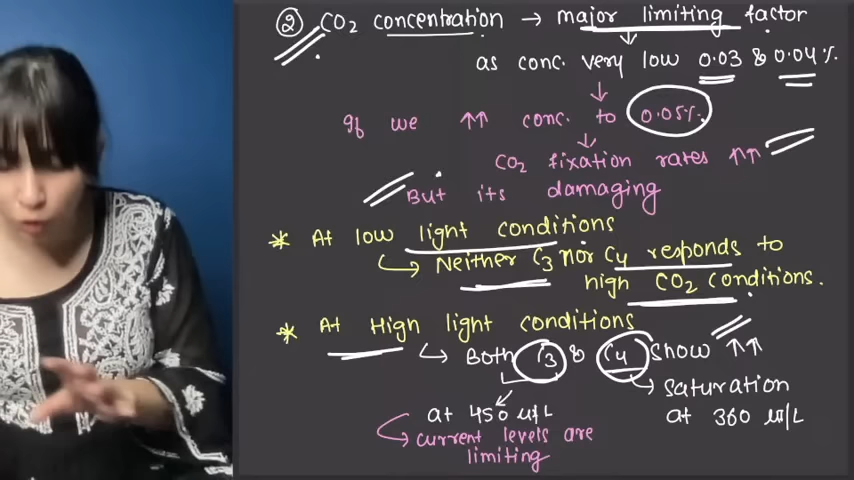 ② CO2 concentration → major limiting factor
as conc. very low 0.03 & 0.04 %.
If we ↑↑ conc. to 0.05%.
CO2 fixation rates ↑↑
But its damaging
* At low light conditions
Neither C3 nor C4 responds to
high CO2 conditions.
* At High light conditions
Both C3 & C4 show ↑↑
saturation
at 450 ul/L
at 360 ul/L
current levels are
limiting